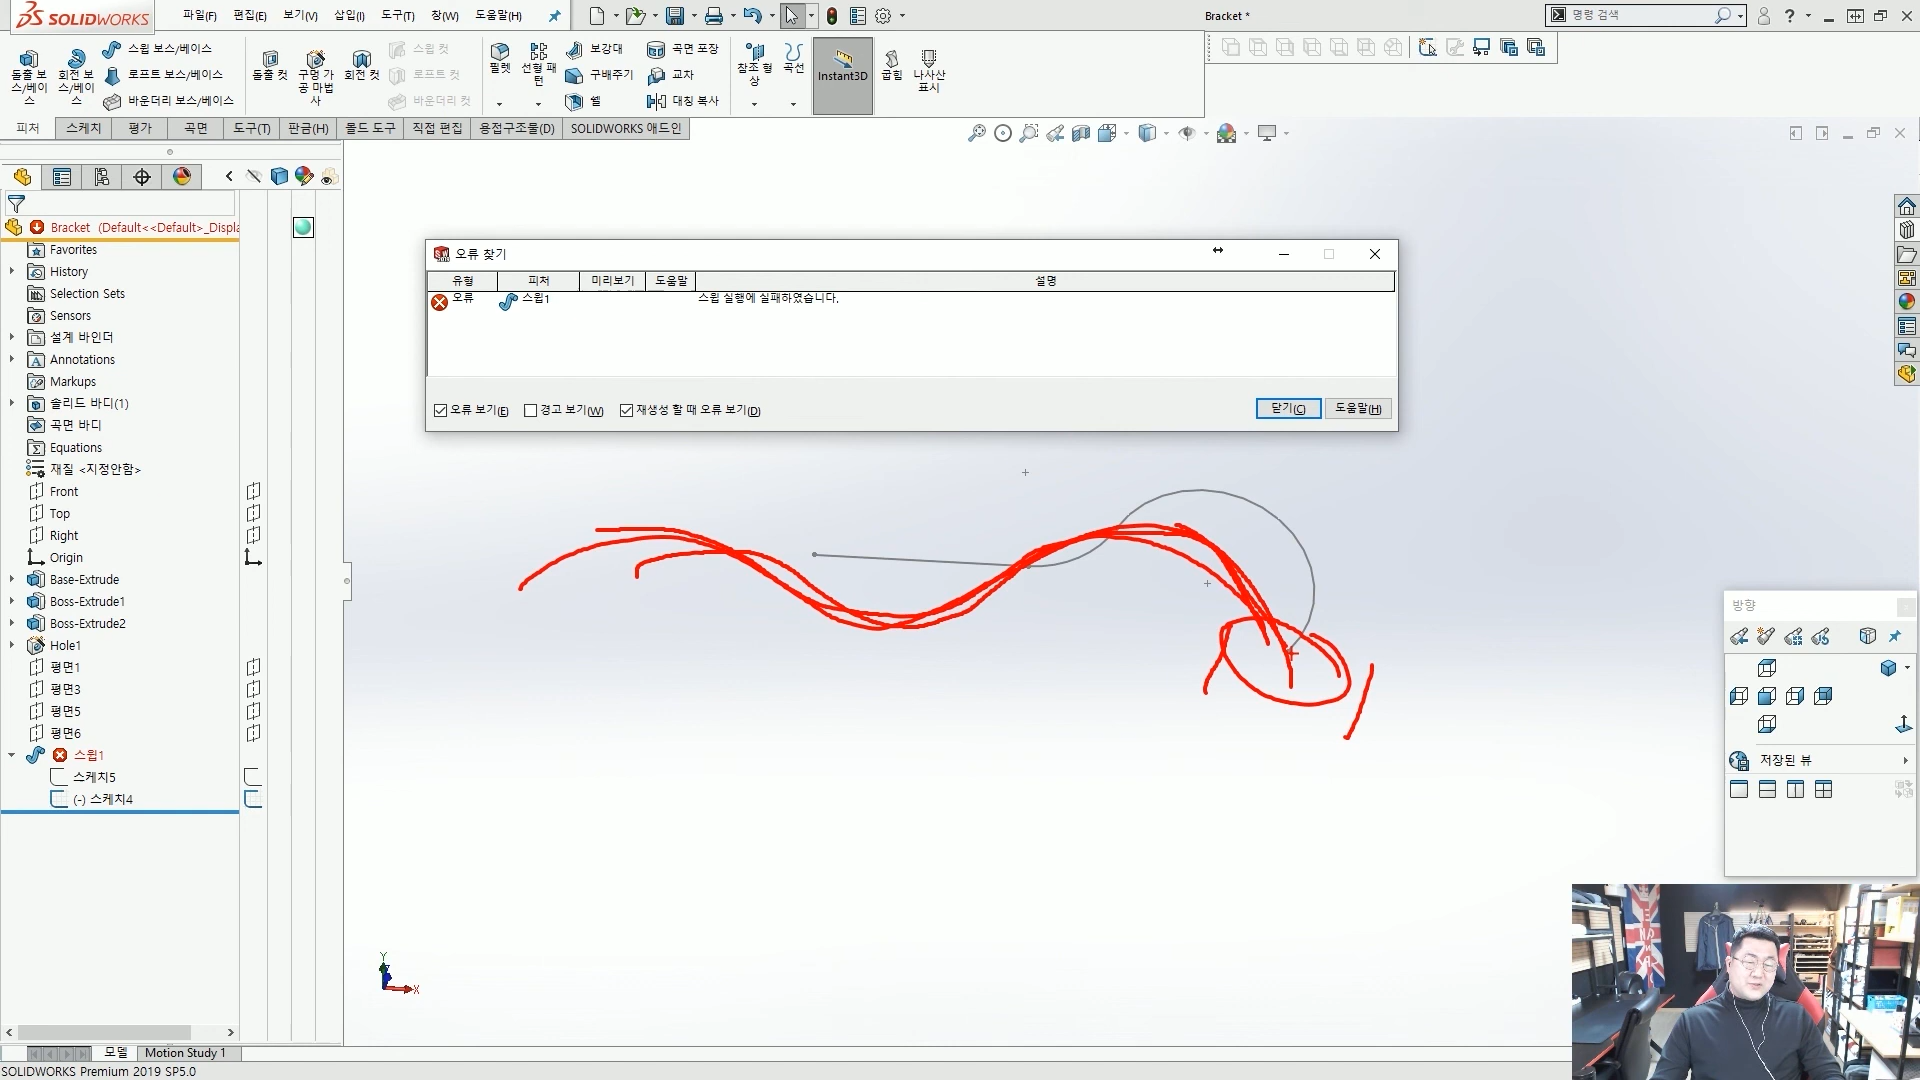 SOLIDWORKS
파일(F)
편집(E)
보기(V)
삽입(I)
도구(T)
창(W)
도움말(H)
Bracket *
명령 검색
돌출 보스/베이스
회전 보스/베이스
스윕 보스/베이스
로프트 보스/베이스
바운더리 보스/베이스
돌출 컷
구멍 가공 마법사
회전 컷
스윕 컷
로프트 컷
바운더리 컷
필렛
선형 패턴
보강대
구배주기
쉘
곡면 포장
교차
대칭 복사
참조 형상
곡선
Instant3D
굽힘
나사산 표시
피처
스케치
평가
곡면
도구(T)
판금(H)
몰드 도구
직접 편집
용접구조물(D)
SOLIDWORKS 애드인
Bracket (Default<<Default>_Displa
Favorites
History
Selection Sets
Sensors
설계 바인더
Annotations
Markups
솔리드 바디(1)
곡면 바디
Equations
재질 <지정안함>
Front
Top
Right
Origin
Base-Extrude
Boss-Extrude1
Boss-Extrude2
Hole1
평면1
평면3
평면5
평면6
스윕1
스케치5
(-) 스케치4
오류 찾기
유형
피처
미리보기
도움말
설명
오류
스윕1
스윕 실행에 실패하였습니다.
오류 보기(E)
경고 보기(W)
재생성 할 때 오류 보기(D)
닫기(C)
도움말(H)
방향
저장된 뷰
Y
X
모델
Motion Study 1
SOLIDWORKS Premium 2019 SP5.0